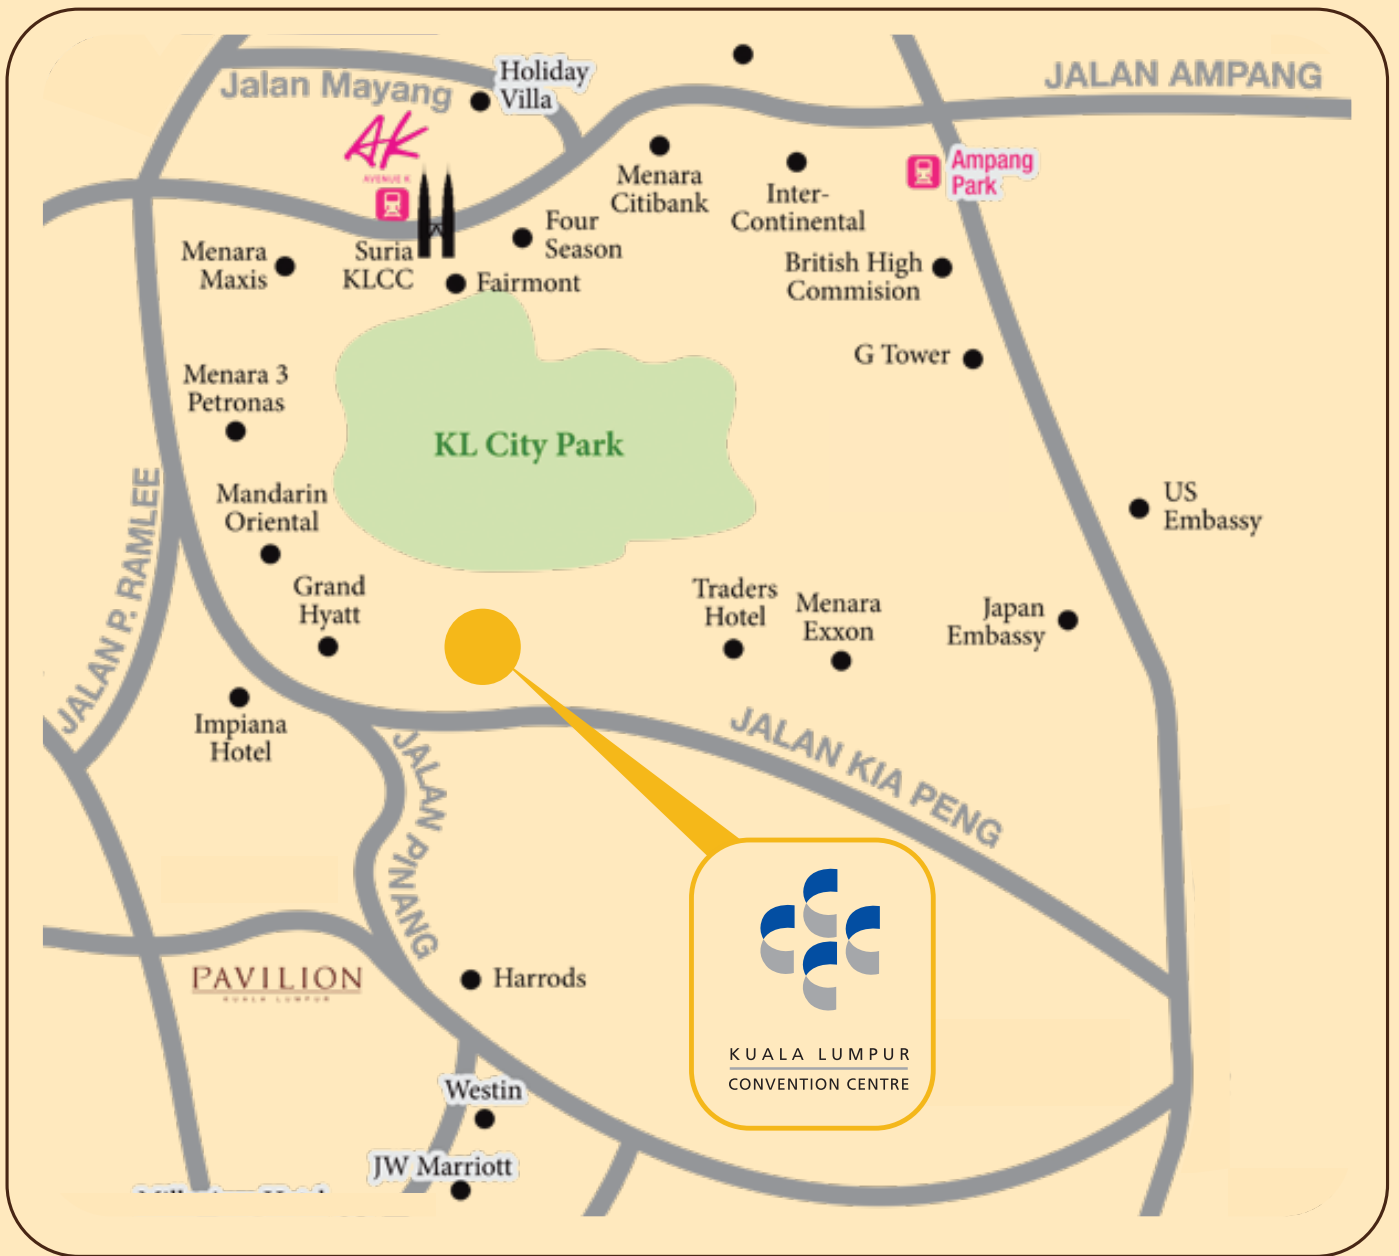 JALAN AMPANG
Jalan Mayang
Holiday
Villa
AK
AVENUE K
Ampang
Park
Menara
Citibank
Inter-
Continental
Four
Season
Menara
Maxis
Suria
KLCC
Fairmont
British High
Commision
G Tower
Menara 3
Petronas
KL City Park
JALAN P. RAMLEE
Mandarin
Oriental
US
Embassy
Grand
Hyatt
Traders
Hotel
Menara
Exxon
Japan
Embassy
Impiana
Hotel
JALAN KIA PENG
JALAN PINANG
PAVILION
KUALA LUMPUR
Harrods
KUALA LUMPUR
CONVENTION CENTRE
Westin
JW Marriott